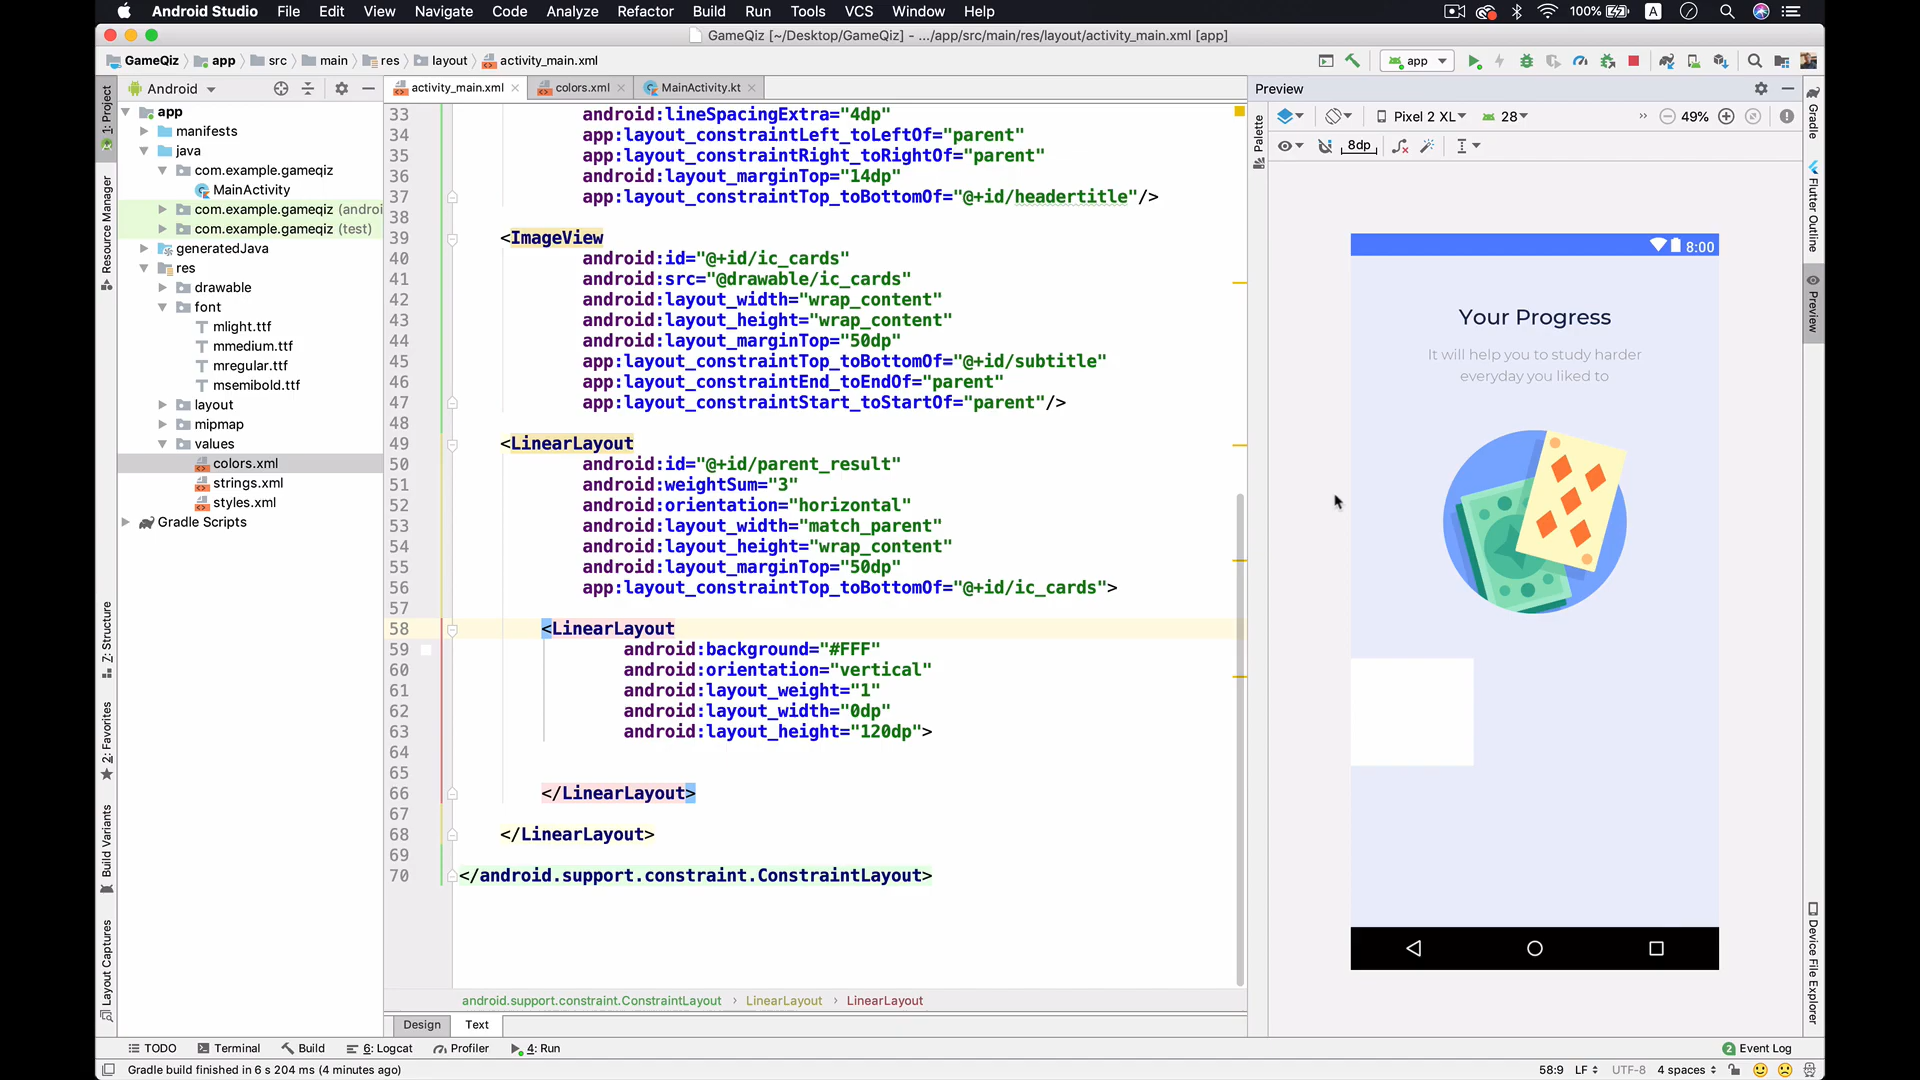 Android Studio File Edit View Navigate Code Analyze Refactor Build Run Tools VCS Window Help 100% A
GameQiz [~/Desktop/GameQiz] - .../app/src/main/res/layout/activity_main.xml [app]
GameQiz app src main res layout activity_main.xml app
Android activity_main.xml colors.xml MainActivity.kt Preview
1: Project
Resource Manager
Z: Structure
2: Favorites
Build Variants
Layout Captures
app
manifests
java
com.example.gameqiz
MainActivity
com.example.gameqiz (androi
com.example.gameqiz (test)
generatedJava
res
drawable
font
mlight.ttf
mmedium.ttf
mregular.ttf
msemibold.ttf
layout
mipmap
values
colors.xml
strings.xml
styles.xml
Gradle Scripts
33 android:lineSpacingExtra="4dp"
34 app:layout_constraintLeft_toLeftOf="parent"
35 app:layout_constraintRight_toRightOf="parent"
36 android:layout_marginTop="14dp"
37 app:layout_constraintTop_toBottomOf="@+id/headertitle"/>
38
39 <ImageView
40 android:id="@+id/ic_cards"
41 android:src="@drawable/ic_cards"
42 android:layout_width="wrap_content"
43 android:layout_height="wrap_content"
44 android:layout_marginTop="50dp"
45 app:layout_constraintTop_toBottomOf="@+id/subtitle"
46 app:layout_constraintEnd_toEndOf="parent"
47 app:layout_constraintStart_toStartOf="parent"/>
48
49 <LinearLayout
50 android:id="@+id/parent_result"
51 android:weightSum="3"
52 android:orientation="horizontal"
53 android:layout_width="match_parent"
54 android:layout_height="wrap_content"
55 android:layout_marginTop="50dp"
56 app:layout_constraintTop_toBottomOf="@+id/ic_cards">
57
58 <LinearLayout
59 android:background="#FFF"
60 android:orientation="vertical"
61 android:layout_weight="1"
62 android:layout_width="0dp"
63 android:layout_height="120dp">
64
65
66 </LinearLayout>
67
68 </LinearLayout>
69
70 </android.support.constraint.ConstraintLayout>
android.support.constraint.ConstraintLayout › LinearLayout › LinearLayout
Design Text
Palette
Pixel 2 XL 28 49%
8dp
8:00
Your Progress
It will help you to study harder
everyday you liked to
Gradle
Flutter Outline
Preview
Device File Explorer
TODO Terminal Build 6: Logcat Profiler 4: Run 2 Event Log
Gradle build finished in 6 s 204 ms (4 minutes ago) 58:9 LF UTF-8 4 spaces